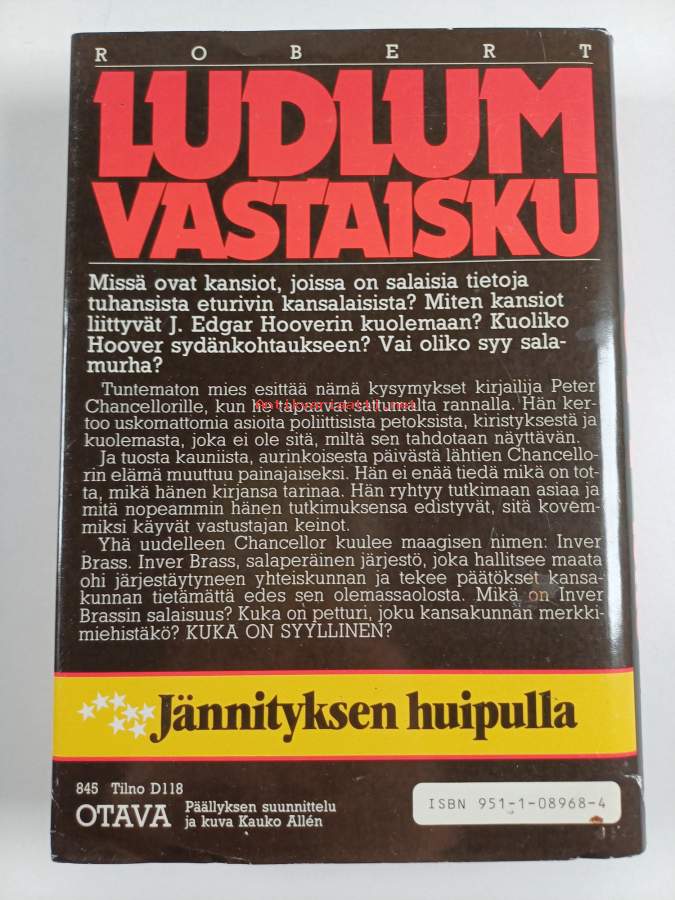 ROBERT
LUDLUM
VASTAISKU
Missä ovat kansiot, joissa on salaisia tietoja
tuhansista eturivin kansalaisista? Miten kansiot
liittyvät J. Edgar Hooverin kuolemaan? Kuoliko
Hoover sydänkohtaukseen? Vai oliko syy sala-
murha?
Tuntematon mies esittää nämä kysymykset kirjailija Peter
Chancellorille, kun he tapaavat sattumalta rannalla. Hän ker-
too uskomattomia asioita poliittisista petoksista, kiristyksestä ja
kuolemasta, joka ei ole sitä, miltä sen tahdotaan näyttävän.
Ja tuosta kauniista, aurinkoisesta päivästä lähtien Chancello-
rin elämä muuttuu painajaiseksi. Hän ei enää tiedä mikä on tot-
ta, mikä hänen kirjansa tarinaa. Hän ryhtyy tutkimaan asiaa ja
mitä nopeammin hänen tutkimuksensa edistyvät, sitä kovem-
miksi käyvät vastustajan keinot.
Yhä uudelleen Chancellor kuulee maagisen nimen: Inver
Brass. Inver Brass, salaperäinen järjestö, joka hallitsee maata
ohi järjestäytyneen yhteiskunnan ja tekee päätökset kansa-
kunnan tietämättä edes sen olemassaolosta. Mikä on Inver
Brassin salaisuus? Kuka on petturi, joku kansakunnan merkki-
miehistäkö? KUKA ON SYYLLINEN?
Jännityksen huipulla
845 Tilno D118
OTAVA Päällyksen suunnittelu
ja kuva Kauko Allén
ISBN 951-1-08968-4